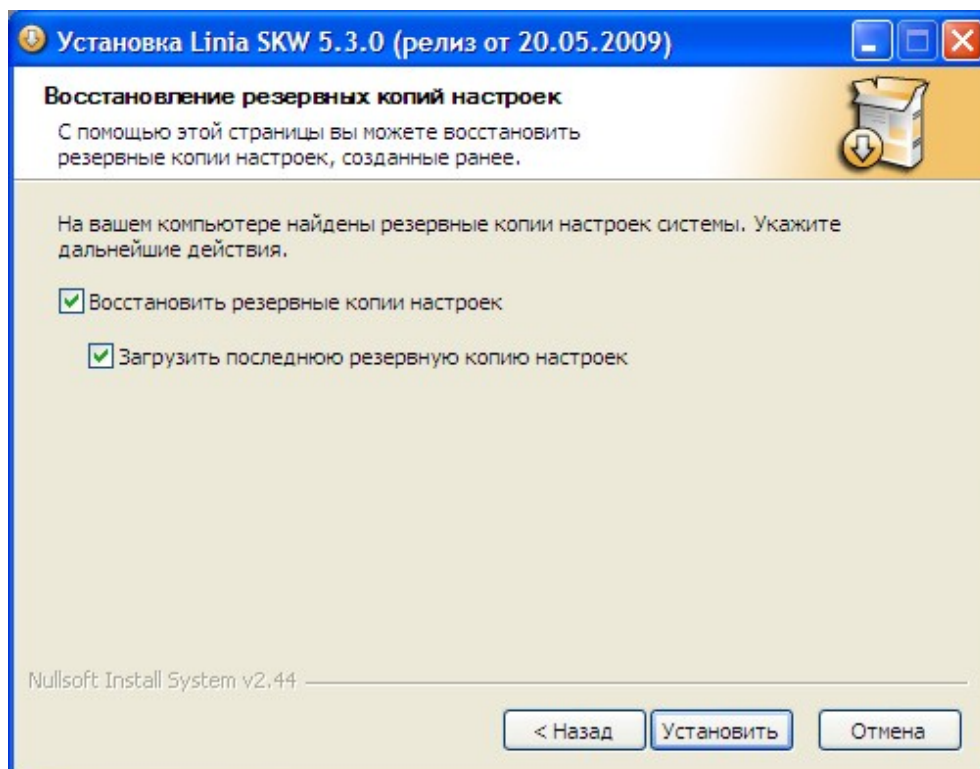 Установка Linia SKW 5.3.0 (релиз от 20.05.2009)
Восстановление резервных копий настроек
С помощью этой страницы вы можете восстановить
резервные копии настроек, созданные ранее.
На вашем компьютере найдены резервные копии настроек системы. Укажите
дальнейшие действия.
Восстановить резервные копии настроек
Загрузить последнюю резервную копию настроек
Nullsoft Install System v2.44
< Назад Установить Отмена